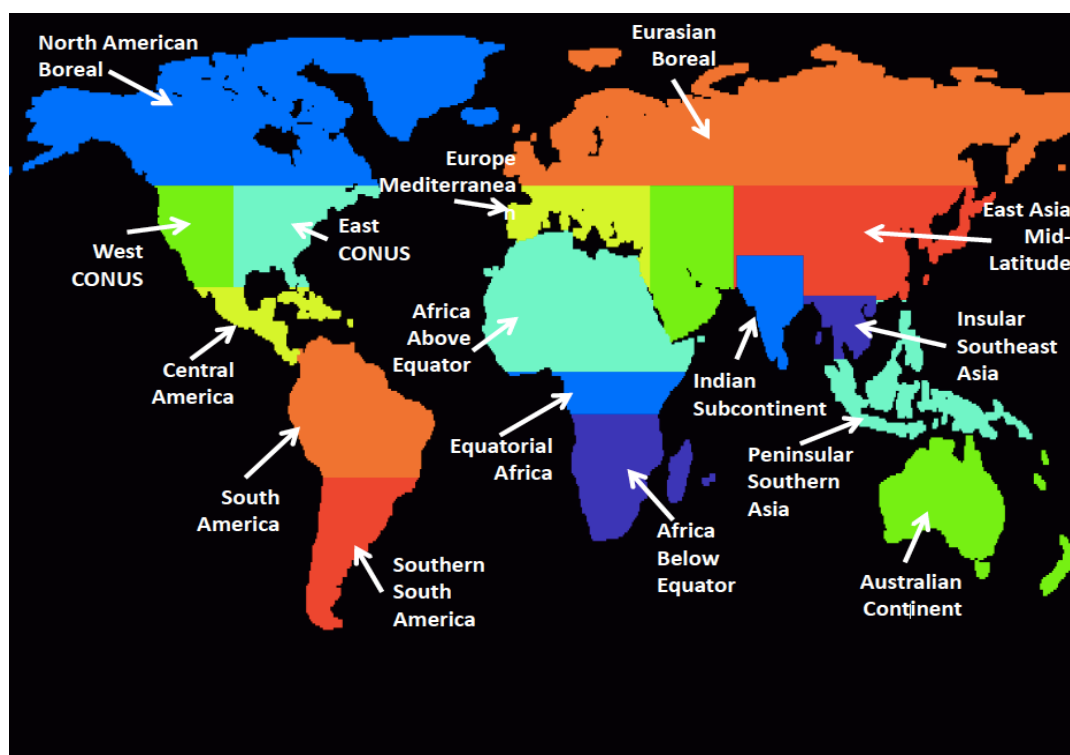 North American
Boreal
Eurasian
Boreal
Europe
Mediterranea
n
West
CONUS
East
CONUS
East Asia
Mid-
Latitude
Africa
Above
Equator
Central
America
Insular
Southeast
Asia
Indian
Subcontinent
Equatorial
Africa
Peninsular
Southern
Asia
South
America
Africa
Below
Equator
Southern
South
America
Australian
Continent